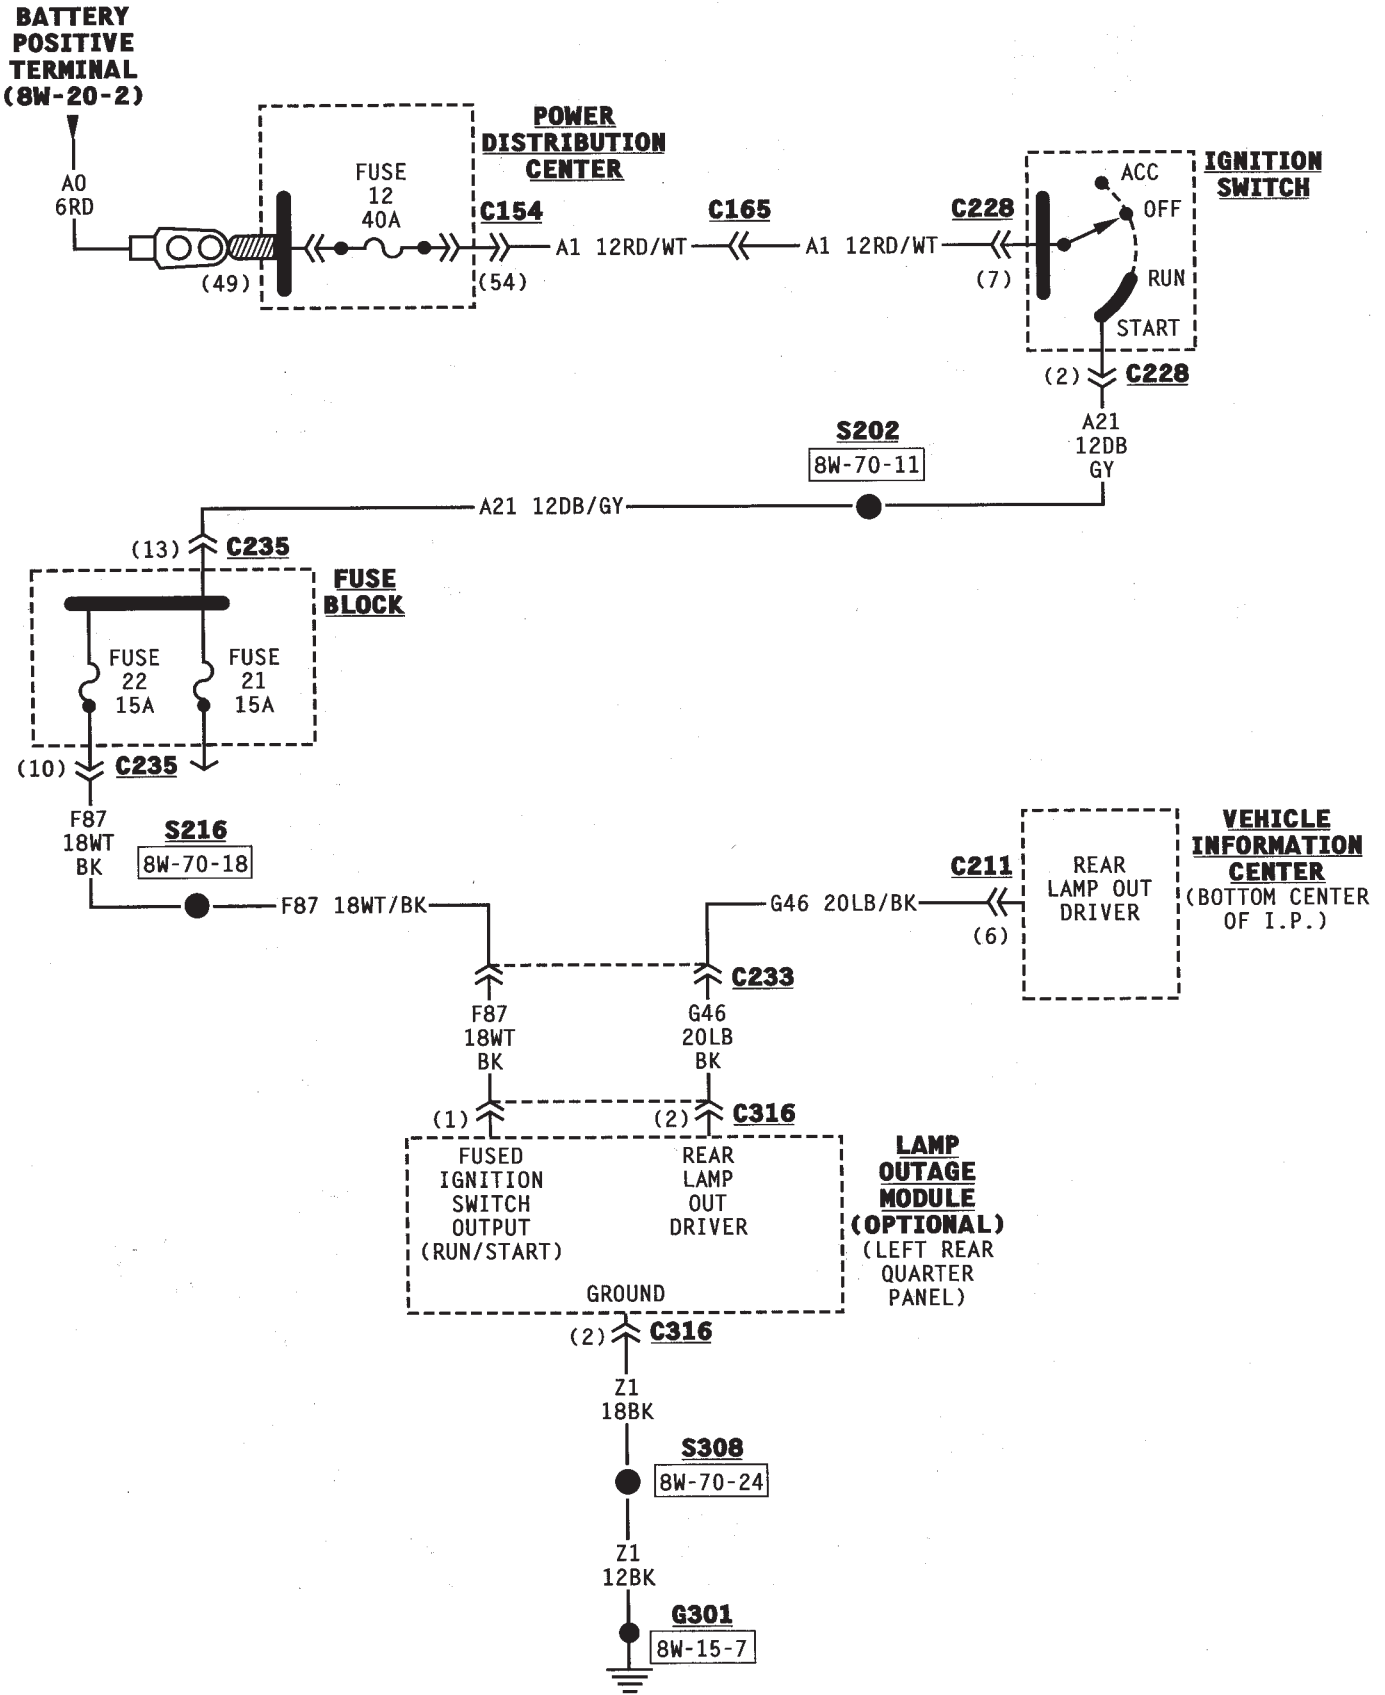 BATTERY
POSITIVE
TERMINAL
(8W-20-2)
A0
6RD
(49)
FUSE
12
40A
POWER
DISTRIBUTION
CENTER
C154
(54)
A1 12RD/WT
C165
A1 12RD/WT
C228
(7)
IGNITION
SWITCH
ACC
OFF
RUN
START
(2) C228
A21
12DB
GY
S202
8W-70-11
A21 12DB/GY
(13) C235
FUSE
BLOCK
FUSE
22
15A
FUSE
21
15A
(10) C235
F87
18WT
BK
S216
8W-70-18
F87 18WT/BK
G46 20LB/BK
C211
(6)
REAR
LAMP OUT
DRIVER
VEHICLE
INFORMATION
CENTER
(BOTTOM CENTER
OF I.P.)
C233
F87
18WT
BK
G46
20LB
BK
(1)
(2) C316
FUSED
IGNITION
SWITCH
OUTPUT
(RUN/START)
REAR
LAMP
OUT
DRIVER
GROUND
LAMP
OUTAGE
MODULE
(OPTIONAL)
(LEFT REAR
QUARTER
PANEL)
(2) C316
Z1
18BK
S308
8W-70-24
Z1
12BK
G301
8W-15-7